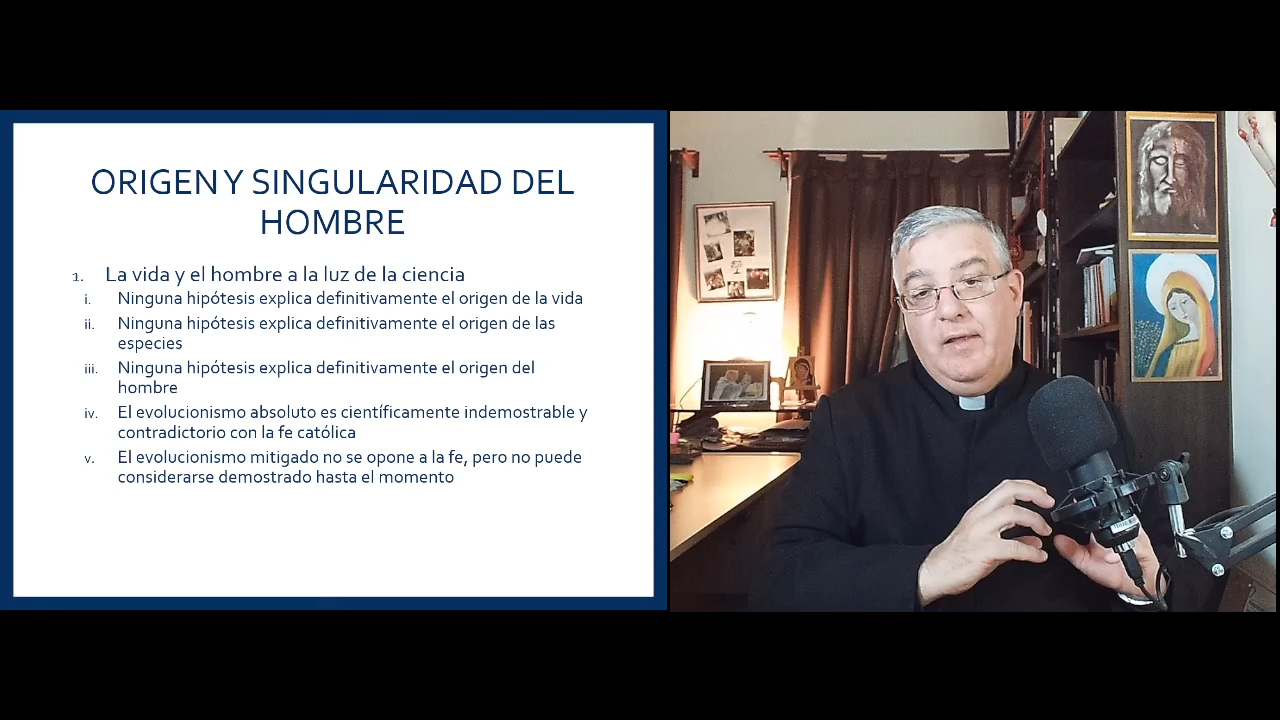 ORIGEN Y SINGULARIDAD DEL
HOMBRE
1. La vida y el hombre a la luz de la ciencia
i. Ninguna hipótesis explica definitivamente el origen de la vida
ii. Ninguna hipótesis explica definitivamente el origen de las
especies
iii. Ninguna hipótesis explica definitivamente el origen del
hombre
iv. El evolucionismo absoluto es científicamente indemostrable y
contradictorio con la fe católica
v. El evolucionismo mitigado no se opone a la fe, pero no puede
considerarse demostrado hasta el momento